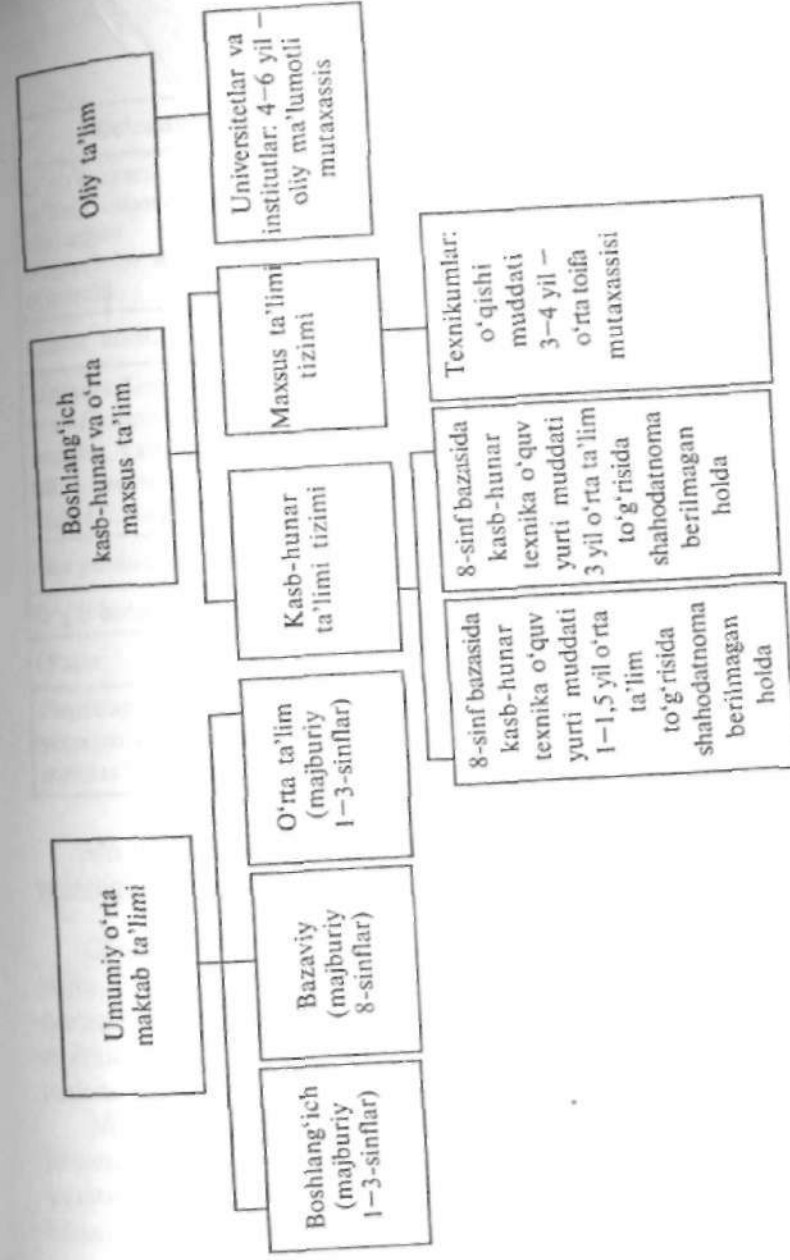 Umumiy o‘rta
maktab ta’limi
Boshlang‘ich
kasb-hunar va o‘rta
maxsus ta’lim
Oliy ta’lim
Boshlang‘ich
(majburiy
1–3-sinflar)
Bazaviy
(majburiy
8-sinflar)
O‘rta ta’lim
(majburiy
1–3-sinflar)
Kasb-hunar
ta’limi tizimi
Maxsus ta’limi
tizimi
Universitetlar va
institutlar: 4–6 yil –
oliy ma’lumotli
mutaxassis
8-sinf bazasida
kasb-hunar
texnika o‘quv
yurti muddati
1–1,5 yil o‘rta
ta’lim
to‘g‘risida
shahodatnoma
berilmagan
holda
8-sinf bazasida
kasb-hunar
texnika o‘quv
yurti muddati
3 yil o‘rta ta’lim
to‘g‘risida
shahodatnoma
berilmagan
holda
Texnikumlar:
o‘qishi
muddati
3–4 yil –
o‘rta toifa
mutaxassisi